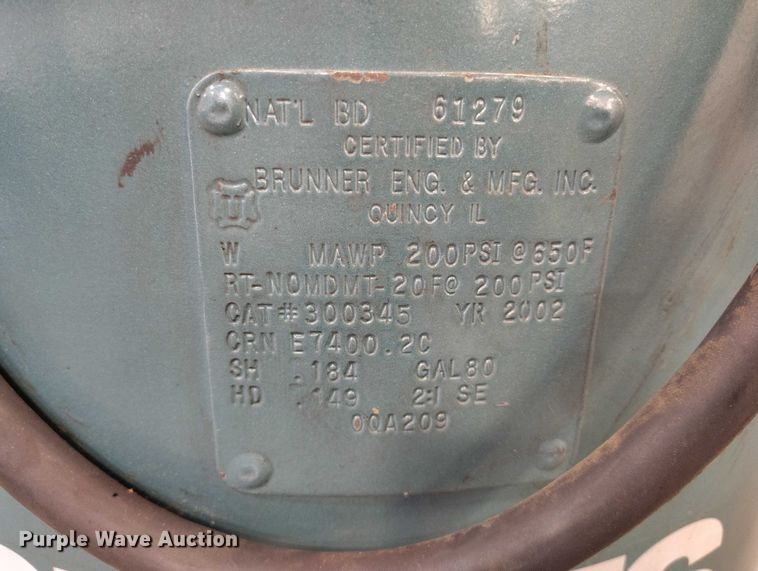 NAT'L BD 61279
CERTIFIED BY
U BRUNNER ENG. & MFG. INC.
QUINCY IL
W MAWP 200PSI @ 650F
RT-NOMDMT-20F@ 200PSI
CAT# 300345 YR 2002
CRN E7400.2C
SH .184 GAL80
HD .149 2:1 SE
OQA209
Purple Wave Auction